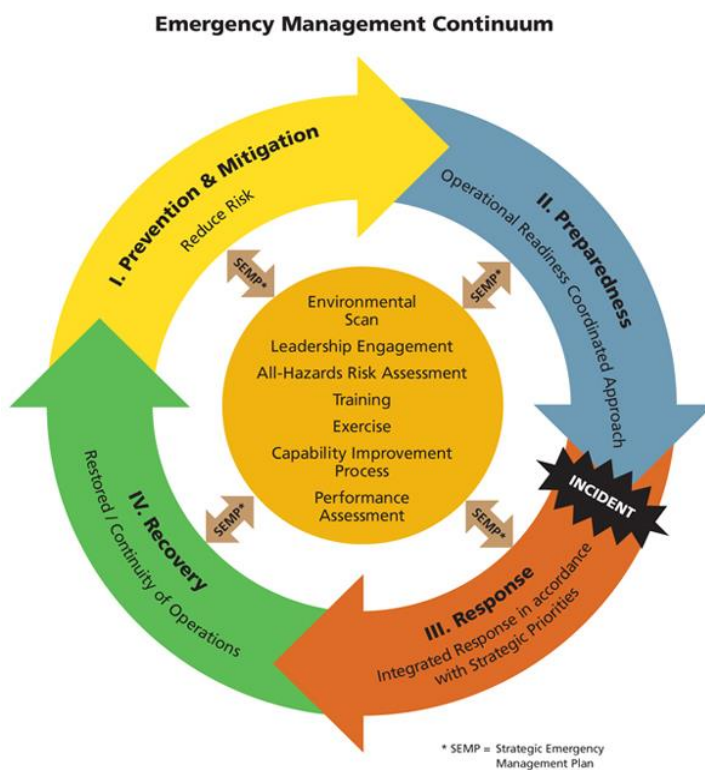 Emergency Management Continuum
I. Prevention & Mitigation
Reduce Risk
II. Preparedness
Operational Readiness Coordinated Approach
INCIDENT
III. Response
Integrated Response in accordance
with Strategic Priorities
IV. Recovery
Restored / Continuity of Operations
SEMP*
SEMP*
SEMP*
SEMP*
Environmental
Scan
Leadership Engagement
All-Hazards Risk Assessment
Training
Exercise
Capability Improvement
Process
Performance
Assessment
* SEMP = Strategic Emergency
Management Plan